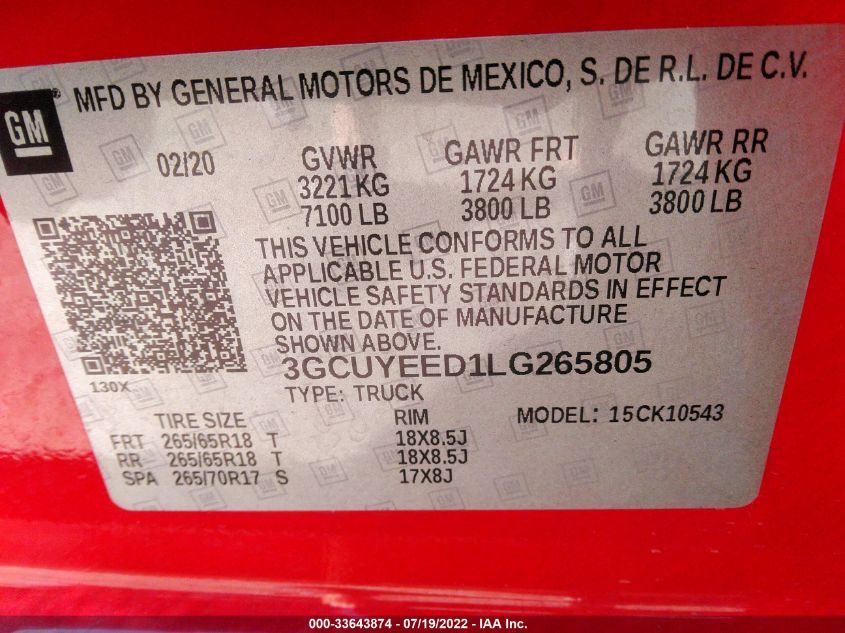 MFD BY GENERAL MOTORS DE MEXICO, S. DE R.L. DE C.V.
GM
02/20 GVWR GAWR FRT GAWR RR
3221 KG 1724 KG 1724 KG
7100 LB 3800 LB 3800 LB
THIS VEHICLE CONFORMS TO ALL
APPLICABLE U.S. FEDERAL MOTOR
VEHICLE SAFETY STANDARDS IN EFFECT
ON THE DATE OF MANUFACTURE
SHOWN ABOVE.
3GCUYEED1LG265805
130X
TYPE: TRUCK
TIRE SIZE RIM MODEL: 15CK10543
FRT 265/65R18 T 18X8.5J
RR 265/65R18 T 18X8.5J
SPA 265/70R17 S 17X8J
000-33643874 / 07/19/2022 - IAA Inc.